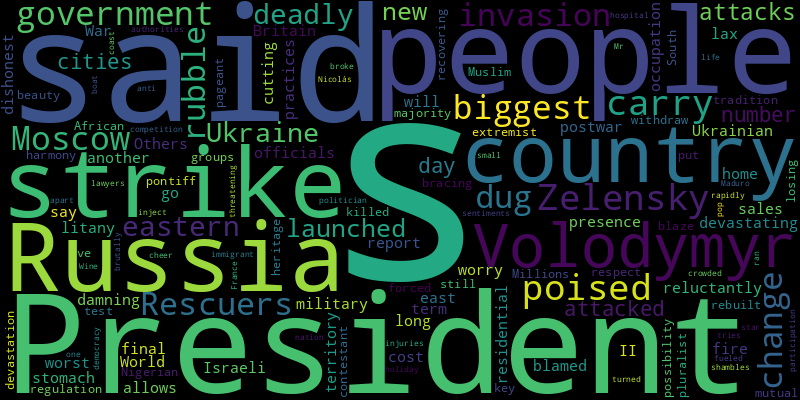 government
deadly
new
invasion
attacks
said
people
dishonest
War
cities
beauty
coast
authorities
boat
anti
rubble
pageant
Britain
cutting
practices
broke
Nicolás
recovering
Muslim
hospital
occupation
South
Mr
life
lax
will
majority
biggest
carry
tradition
number
Moscow
African
competition
Others
Ukraine
extremist
postwar
withdraw
Ukrainian
harmony
another
groups
officials
day
country
small
put
home
losing
strike
S
lawyers
pontiff
go
threatening
politician
bracing
dug
Zelensky
Maduro
rapidly
pop
sales
apart
inject
say
killed
sentiments
presence
devastating
litany
eastern
launched
blaze
Russia
ve
Wine
brutally
cheer
heritage
immigrant
France
report
Volodymyr
worry
Millions
respect
crowded
ran
damning
test
Rescuers
military
forced
still
poised
reluctantly
change
east
term
long
attacked
rebuilt
President
devastation
one
democracy
final
World
worst
stomach
regulation
Nigerian
allows
Israeli
nation
territory
contestant
injuries
cost
holiday
residential
key
blamed
turned
II
fire
fueled
possibility
pluralist
tries
star
shambles
mutual
participation